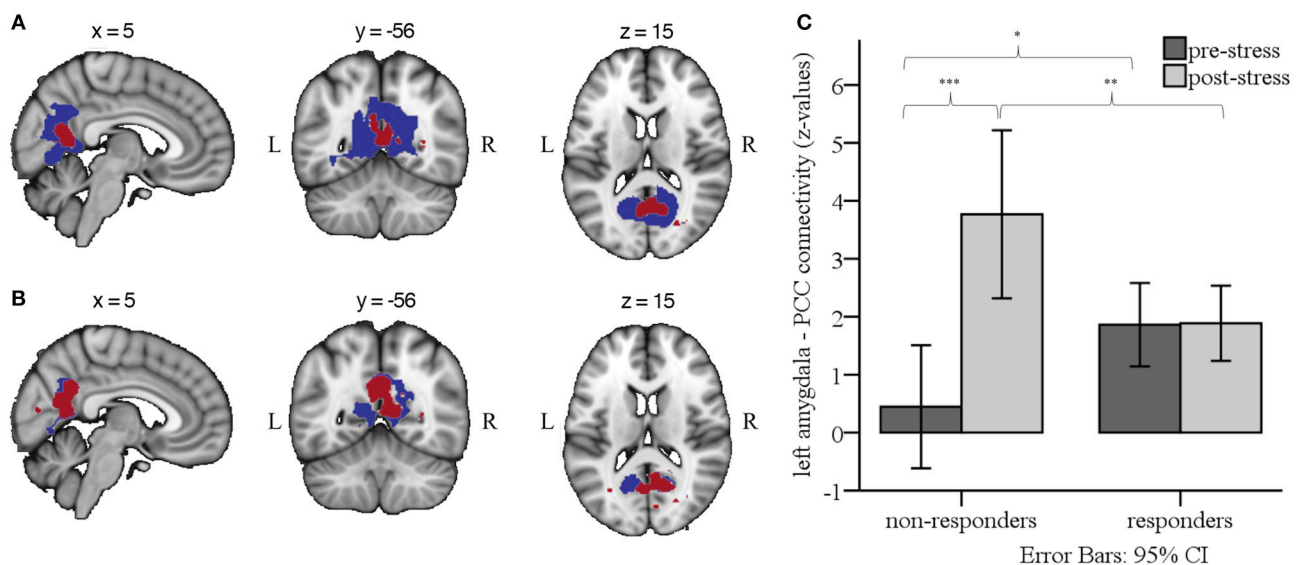 A
x = 5
y = -56
z = 15
L
R
L
R
B
x = 5
y = -56
z = 15
L
R
L
R
C
left amygdala - PCC connectivity (z-values)
6
5
4
3
2
1
0
-1
*
***
**
pre-stress
post-stress
non-responders
responders
Error Bars: 95% CI